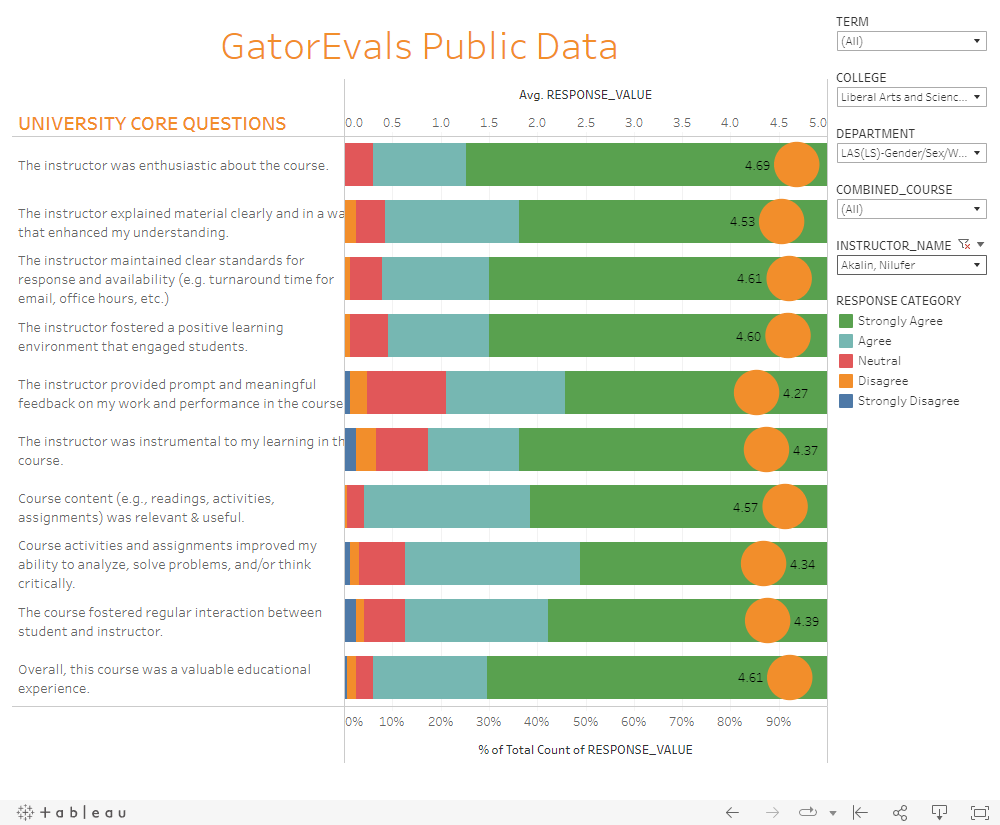 GatorEvals Public Data
TERM
(All)
COLLEGE
Liberal Arts and Scienc...
DEPARTMENT
LAS(LS)-Gender/Sex/W...
COMBINED_COURSE
(All)
INSTRUCTOR_NAME
Akalin, Nilufer
RESPONSE CATEGORY
Strongly Agree
Agree
Neutral
Disagree
Strongly Disagree
Avg. RESPONSE_VALUE
UNIVERSITY CORE QUESTIONS
0.0 0.5 1.0 1.5 2.0 2.5 3.0 3.5 4.0 4.5 5.0
The instructor was enthusiastic about the course.
4.69
The instructor explained material clearly and in a wa
that enhanced my understanding.
4.53
The instructor maintained clear standards for
response and availability (e.g. turnaround time for
email, office hours, etc.)
4.61
The instructor fostered a positive learning
environment that engaged students.
4.60
The instructor provided prompt and meaningful
feedback on my work and performance in the course
4.27
The instructor was instrumental to my learning in th
course.
4.37
Course content (e.g., readings, activities,
assignments) was relevant & useful.
4.57
Course activities and assignments improved my
ability to analyze, solve problems, and/or think
critically.
4.34
The course fostered regular interaction between
student and instructor.
4.39
Overall, this course was a valuable educational
experience.
4.61
0% 10% 20% 30% 40% 50% 60% 70% 80% 90%
% of Total Count of RESPONSE_VALUE
+ableau